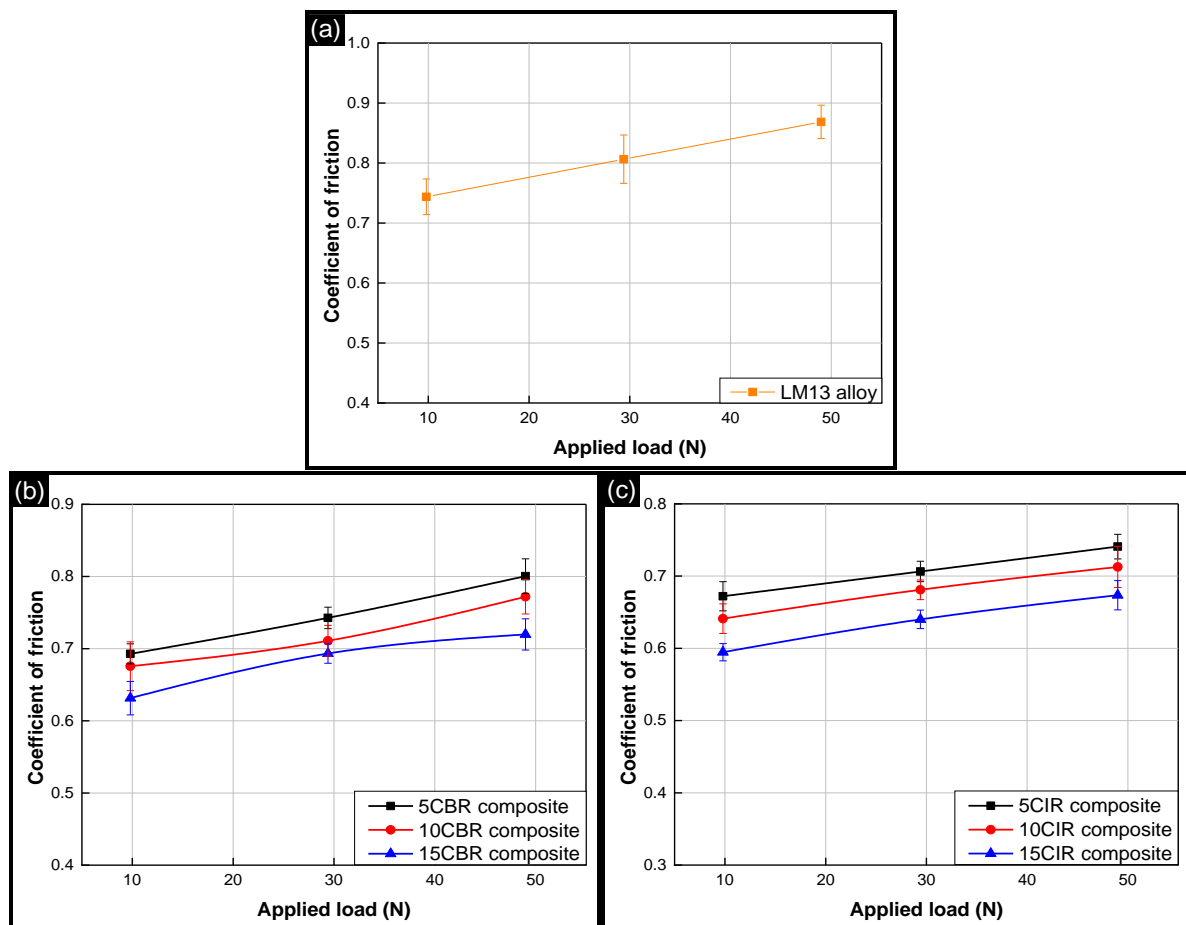 (a)
1.0
0.9
0.8
0.7
0.6
0.5
0.4
Coefficient of friction
LM13 alloy
10 20 30 40 50
Applied load (N)
(b)
0.9
0.8
0.7
0.6
0.5
0.4
Coefficient of friction
5CBR composite
10CBR composite
15CBR composite
10 20 30 40 50
Applied load (N)
(c)
0.8
0.7
0.6
0.5
0.4
0.3
Coefficient of friction
5CIR composite
10CIR composite
15CIR composite
10 20 30 40 50
Applied load (N)